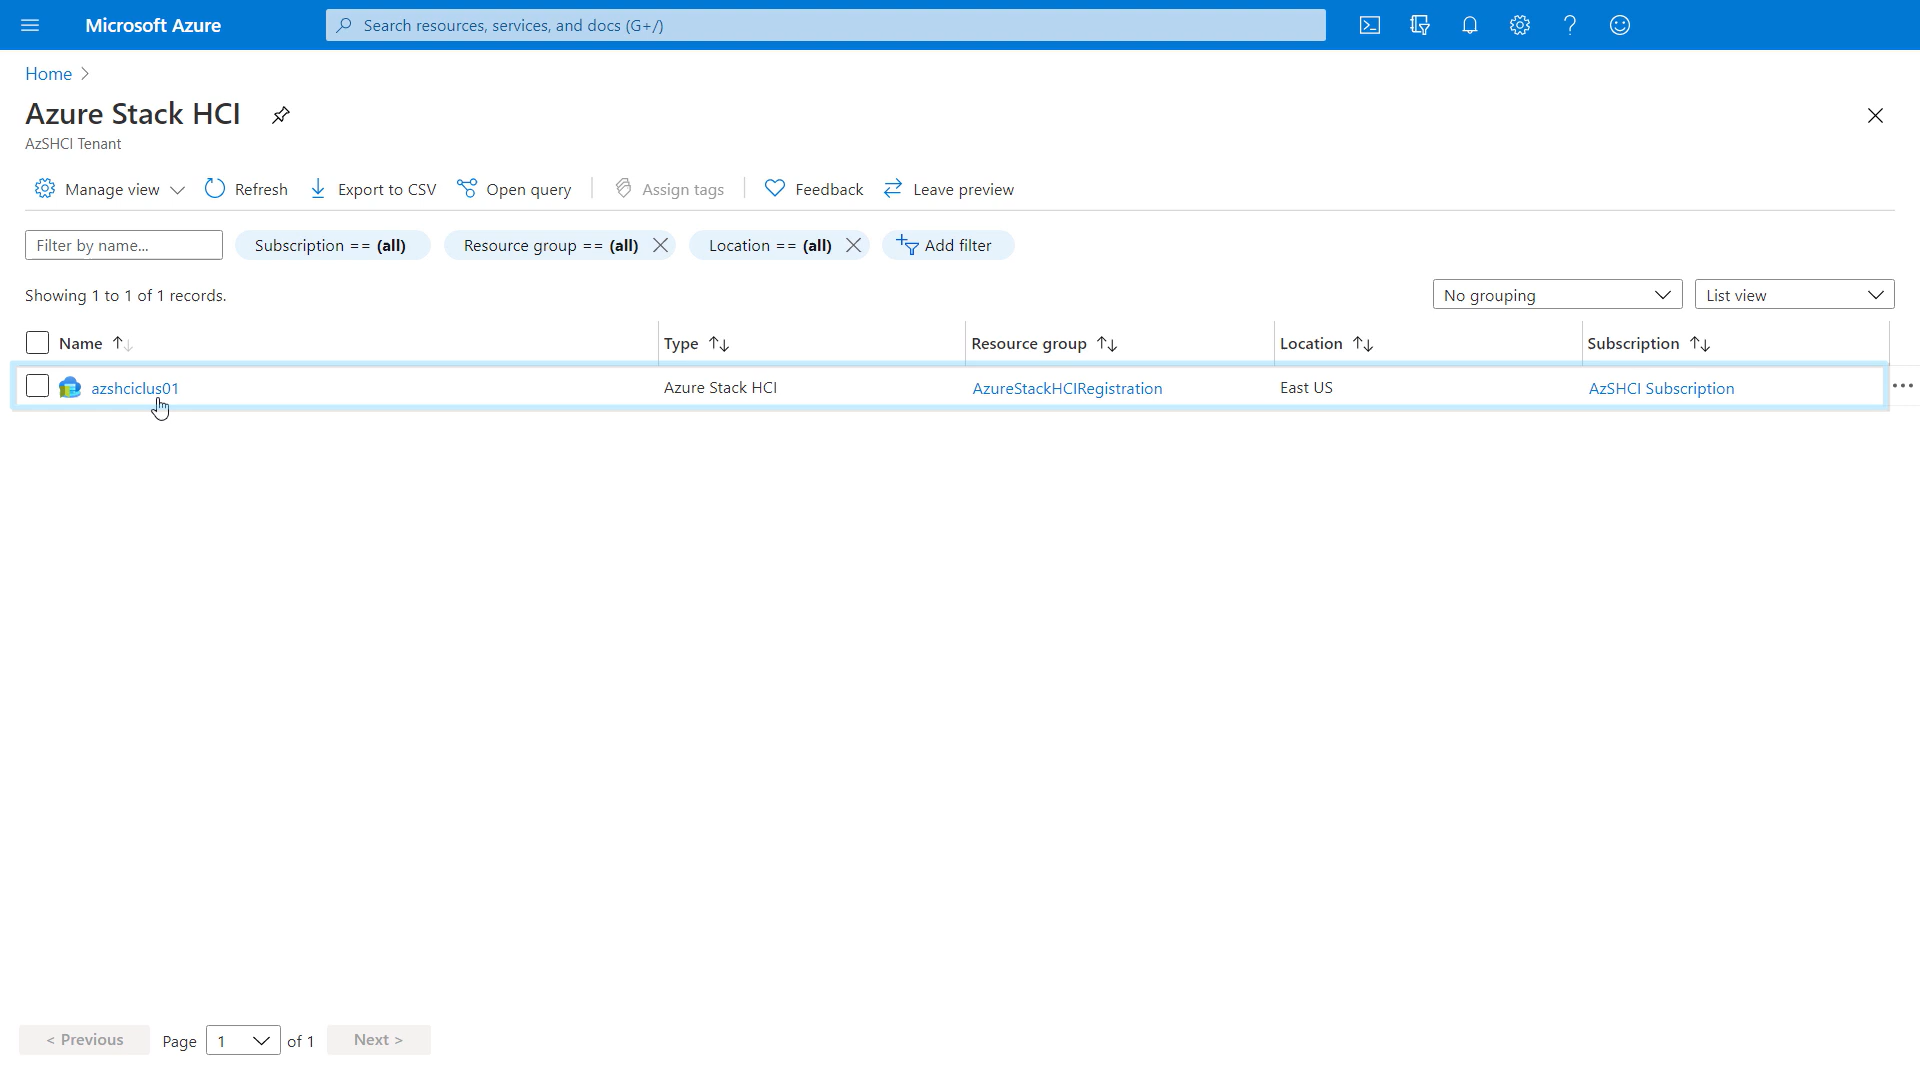 Microsoft Azure
Search resources, services, and docs (G+/)
Home
Azure Stack HCI
AzSHCI Tenant
Manage view Refresh Export to CSV Open query Assign tags Feedback Leave preview
Filter by name... Subscription == (all) Resource group == (all) Location == (all) Add filter
Showing 1 to 1 of 1 records. No grouping List view
Name Type Resource group Location Subscription
azshciclus01 Azure Stack HCI AzureStackHCIRegistration East US AzSHCI Subscription
< Previous Page 1 of 1 Next >